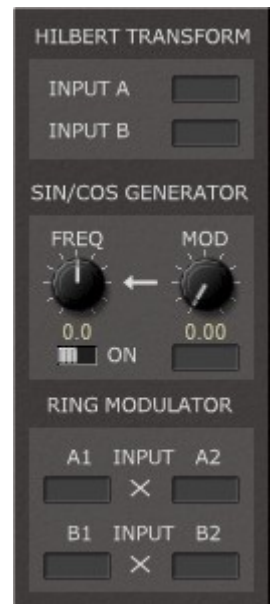 HILBERT TRANSFORM
INPUT A
INPUT B
SIN/COS GENERATOR
FREQ MOD
0.0 0.00
ON
RING MODULATOR
A1 INPUT A2
B1 INPUT B2